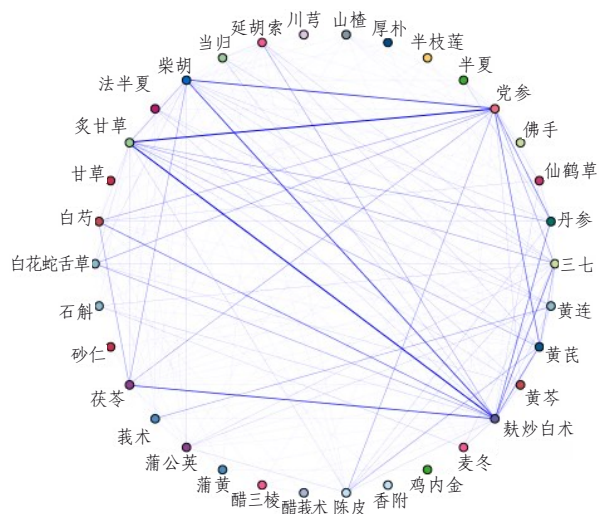 川芎
山楂
延胡索
厚朴
当归
半枝莲
柴胡
半夏
法半夏
党参
炙甘草
佛手
甘草
仙鹤草
白芍
丹参
白花蛇舌草
三七
石斛
黄连
砂仁
黄芪
茯苓
黄芩
莪术
麸炒白术
蒲公英
麦冬
蒲黄
鸡内金
醋三棱
香附
醋莪术
陈皮